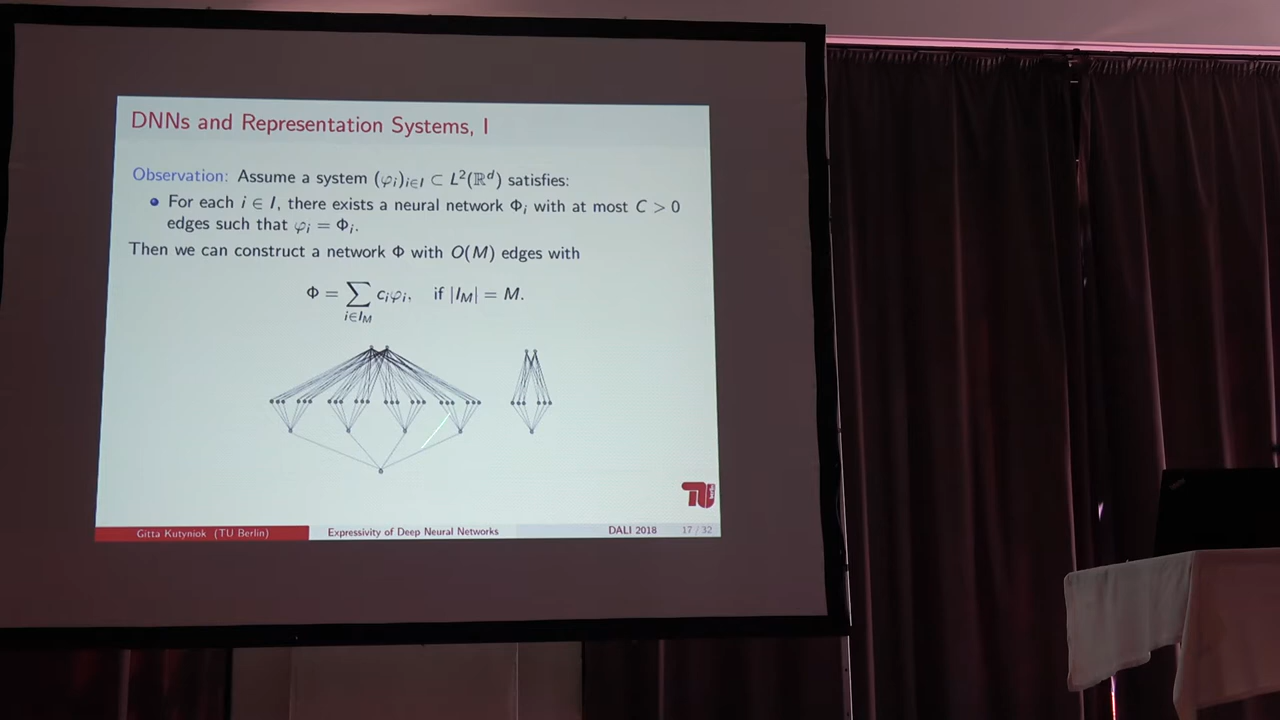 DNNs and Representation Systems, I
Observation: Assume a system (φᵢ)ᵢ∈I ⊂ L²(ℝᵈ) satisfies:
• For each i ∈ I, there exists a neural network Φᵢ with at most C > 0
edges such that φᵢ = Φᵢ.
Then we can construct a network Φ with O(M) edges with
Φ = ∑ cᵢφᵢ, if |I_M| = M.
i∈I_M
TU
berlin
Gitta Kutyniok (TU Berlin) Expressivity of Deep Neural Networks DALI 2018 17 / 32